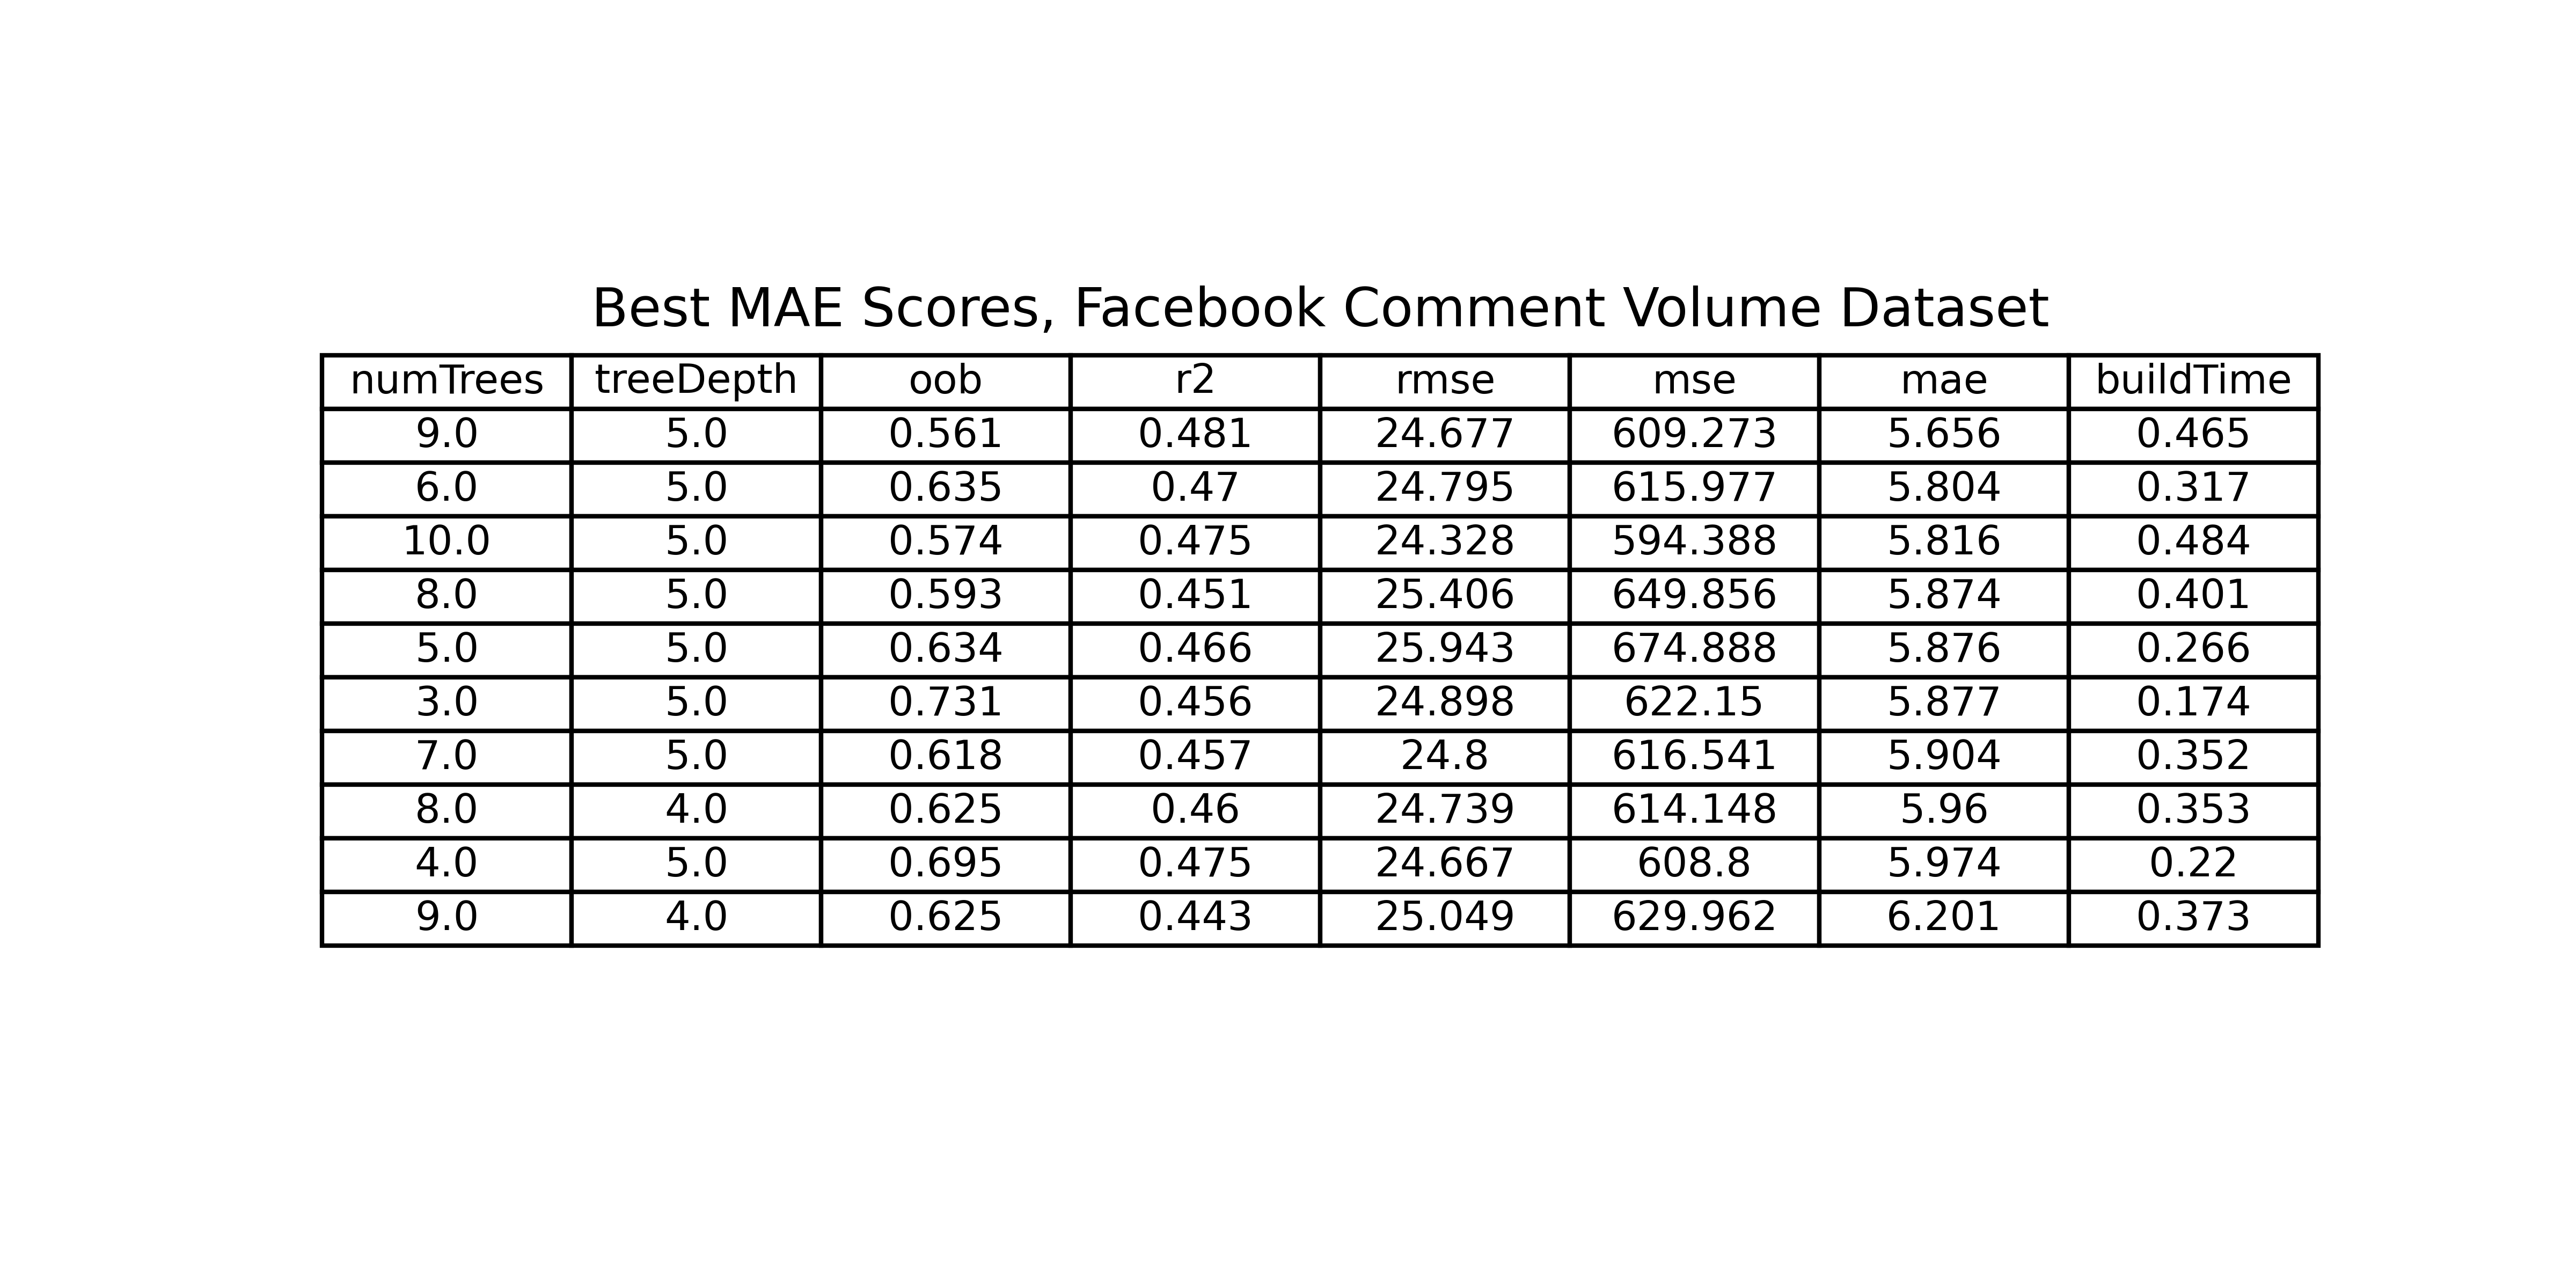 Best MAE Scores, Facebook Comment Volume Dataset
numTrees treeDepth oob r2 rmse mse mae buildTime
9.0 5.0 0.561 0.481 24.677 609.273 5.656 0.465
6.0 5.0 0.635 0.47 24.795 615.977 5.804 0.317
10.0 5.0 0.574 0.475 24.328 594.388 5.816 0.484
8.0 5.0 0.593 0.451 25.406 649.856 5.874 0.401
5.0 5.0 0.634 0.466 25.943 674.888 5.876 0.266
3.0 5.0 0.731 0.456 24.898 622.15 5.877 0.174
7.0 5.0 0.618 0.457 24.8 616.541 5.904 0.352
8.0 4.0 0.625 0.46 24.739 614.148 5.96 0.353
4.0 5.0 0.695 0.475 24.667 608.8 5.974 0.22
9.0 4.0 0.625 0.443 25.049 629.962 6.201 0.373